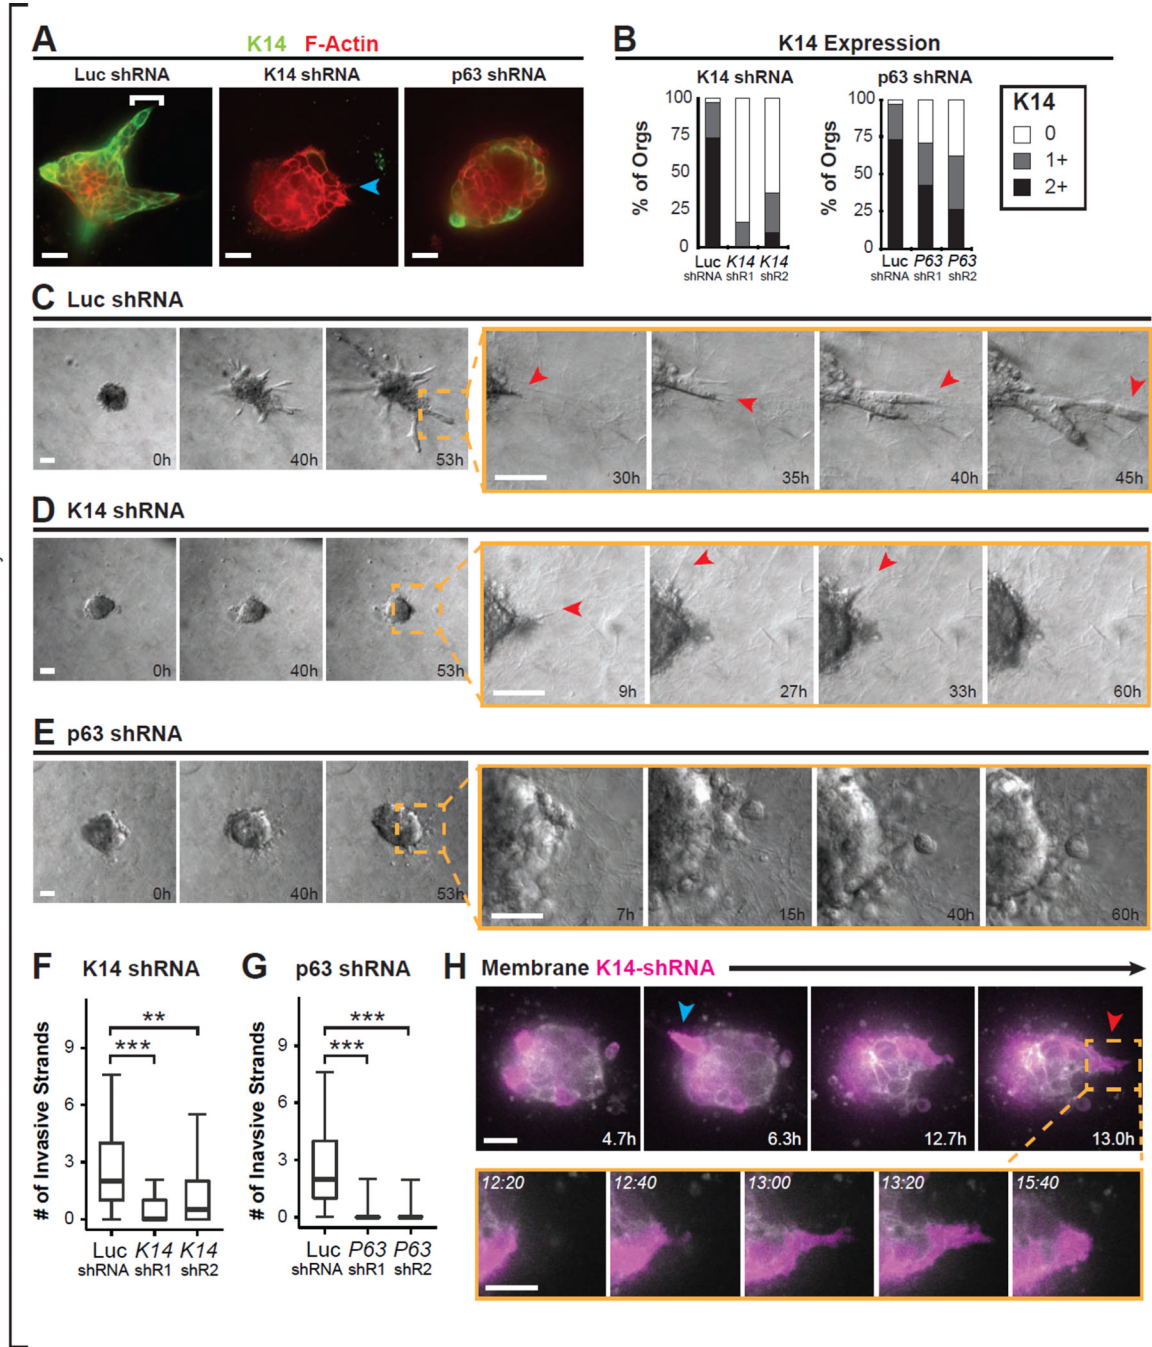 A
K14 F-Actin
Luc shRNA
K14 shRNA
p63 shRNA
B
K14 Expression
K14 shRNA
% of Orgs
100
75
50
25
0
Luc shRNA
K14 shR1
K14 shR2
p63 shRNA
% of Orgs
100
75
50
25
0
Luc shRNA
P63 shR1
P63 shR2
K14
0
1+
2+
C Luc shRNA
0h
40h
53h
30h
35h
40h
45h
D K14 shRNA
0h
40h
53h
9h
27h
33h
60h
E p63 shRNA
0h
40h
53h
7h
15h
40h
60h
F K14 shRNA
# of Invasive Strands
**
***
9
6
3
0
Luc shRNA
K14 shR1
K14 shR2
G p63 shRNA
# of Inavsive Strands
***
***
9
6
3
0
Luc shRNA
P63 shR1
P63 shR2
H Membrane K14-shRNA
4.7h
6.3h
12.7h
13.0h
12:20
12:40
13:00
13:20
15:40